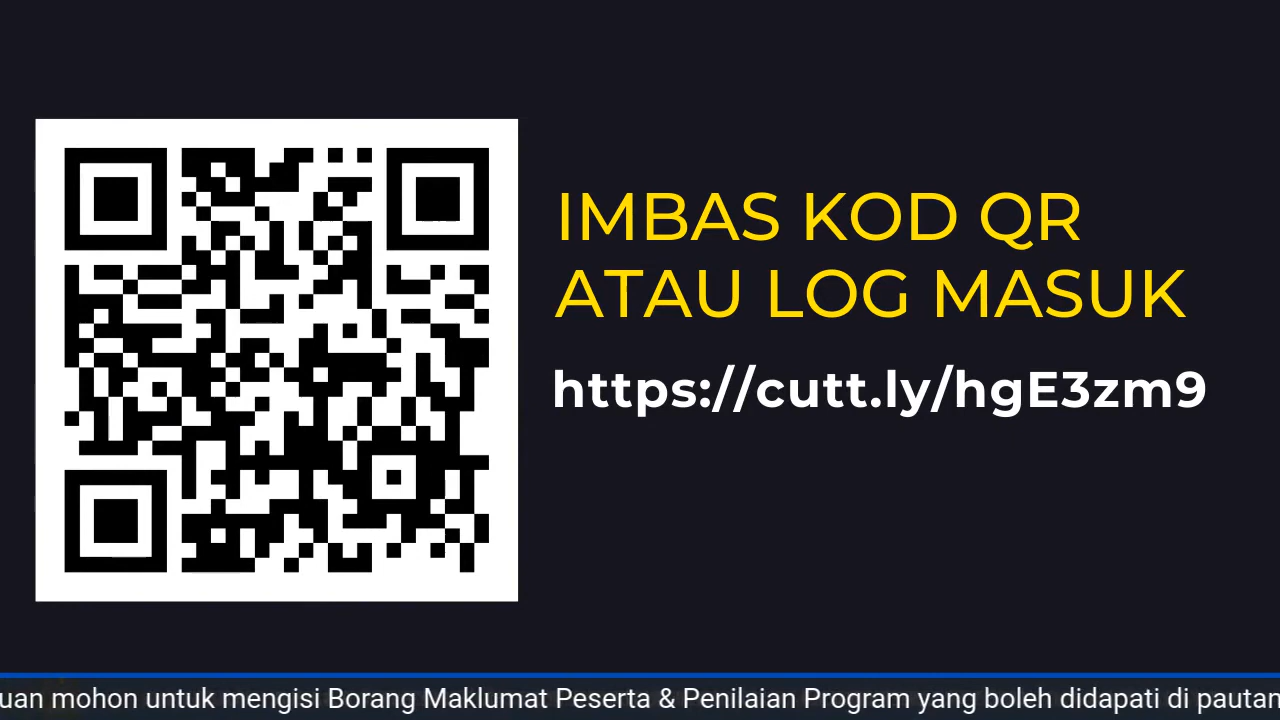 IMBAS KOD QR
ATAU LOG MASUK
https://cutt.ly/hgE3zm9
mohon untuk mengisi Borang Maklumat Peserta & Penilaian Program yang boleh didapati di pautan